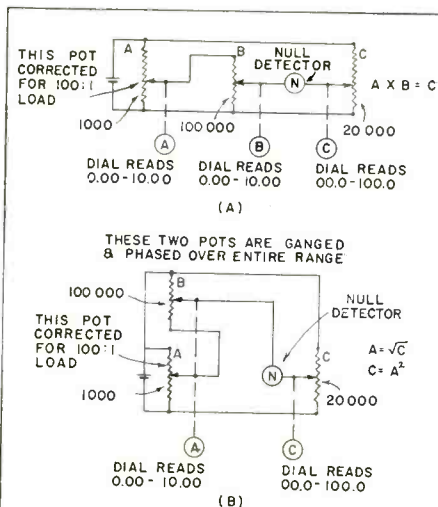 A
B
C
THIS POT
CORRECTED
FOR 100:1
LOAD
NULL
DETECTOR
N
A X B = C
1000
100 000
20 000
A
B
C
DIAL READS
0.00-10.00
DIAL READS
0.00-10.00
DIAL READS
00.0-100.0
(A)
THESE TWO POTS ARE GANGED
& PHASED OVER ENTIRE RANGE
B
100 000
THIS POT
CORRECTED
FOR 100:1
LOAD
A
1000
NULL
DETECTOR
N
C
A=√C
C=A²
20 000
A
C
DIAL READS
0.00-10.00
DIAL READS
00.0-100.0
(B)